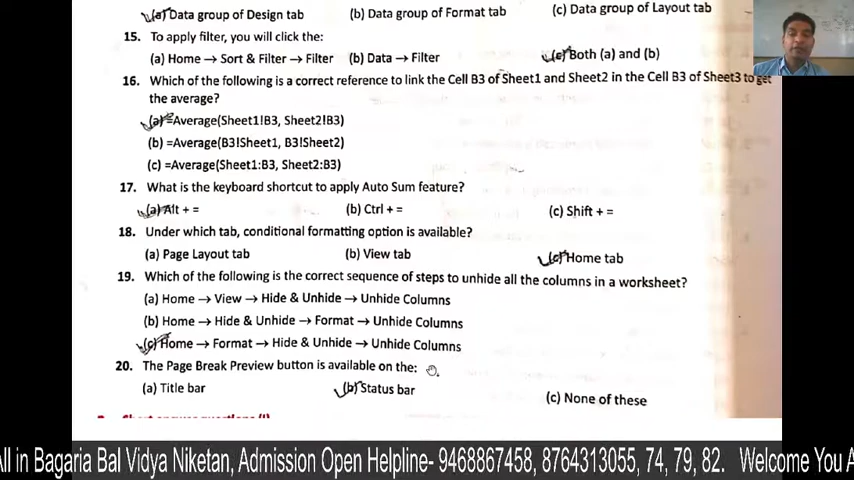 (a) Data group of Design tab (b) Data group of Format tab (c) Data group of Layout tab
15. To apply filter, you will click the:
(a) Home → Sort & Filter → Filter (b) Data → Filter (c) Both (a) and (b)
16. Which of the following is a correct reference to link the Cell B3 of Sheet1 and Sheet2 in the Cell B3 of Sheet3 to get
the average?
(a) =Average(Sheet1!B3, Sheet2!B3)
(b) =Average(B3!Sheet1, B3!Sheet2)
(c) =Average(Sheet1:B3, Sheet2:B3)
17. What is the keyboard shortcut to apply Auto Sum feature?
(a) Alt + = (b) Ctrl + = (c) Shift + =
18. Under which tab, conditional formatting option is available?
(a) Page Layout tab (b) View tab (c) Home tab
19. Which of the following is the correct sequence of steps to unhide all the columns in a worksheet?
(a) Home → View → Hide & Unhide → Unhide Columns
(b) Home → Hide & Unhide → Format → Unhide Columns
(c) Home → Format → Hide & Unhide → Unhide Columns
20. The Page Break Preview button is available on the:
(a) Title bar (b) Status bar (c) None of these
Short answer questions (I)
All in Bagaria Bal Vidya Niketan, Admission Open Helpline- 9468867458, 8764313055, 74, 79, 82. Welcome You A